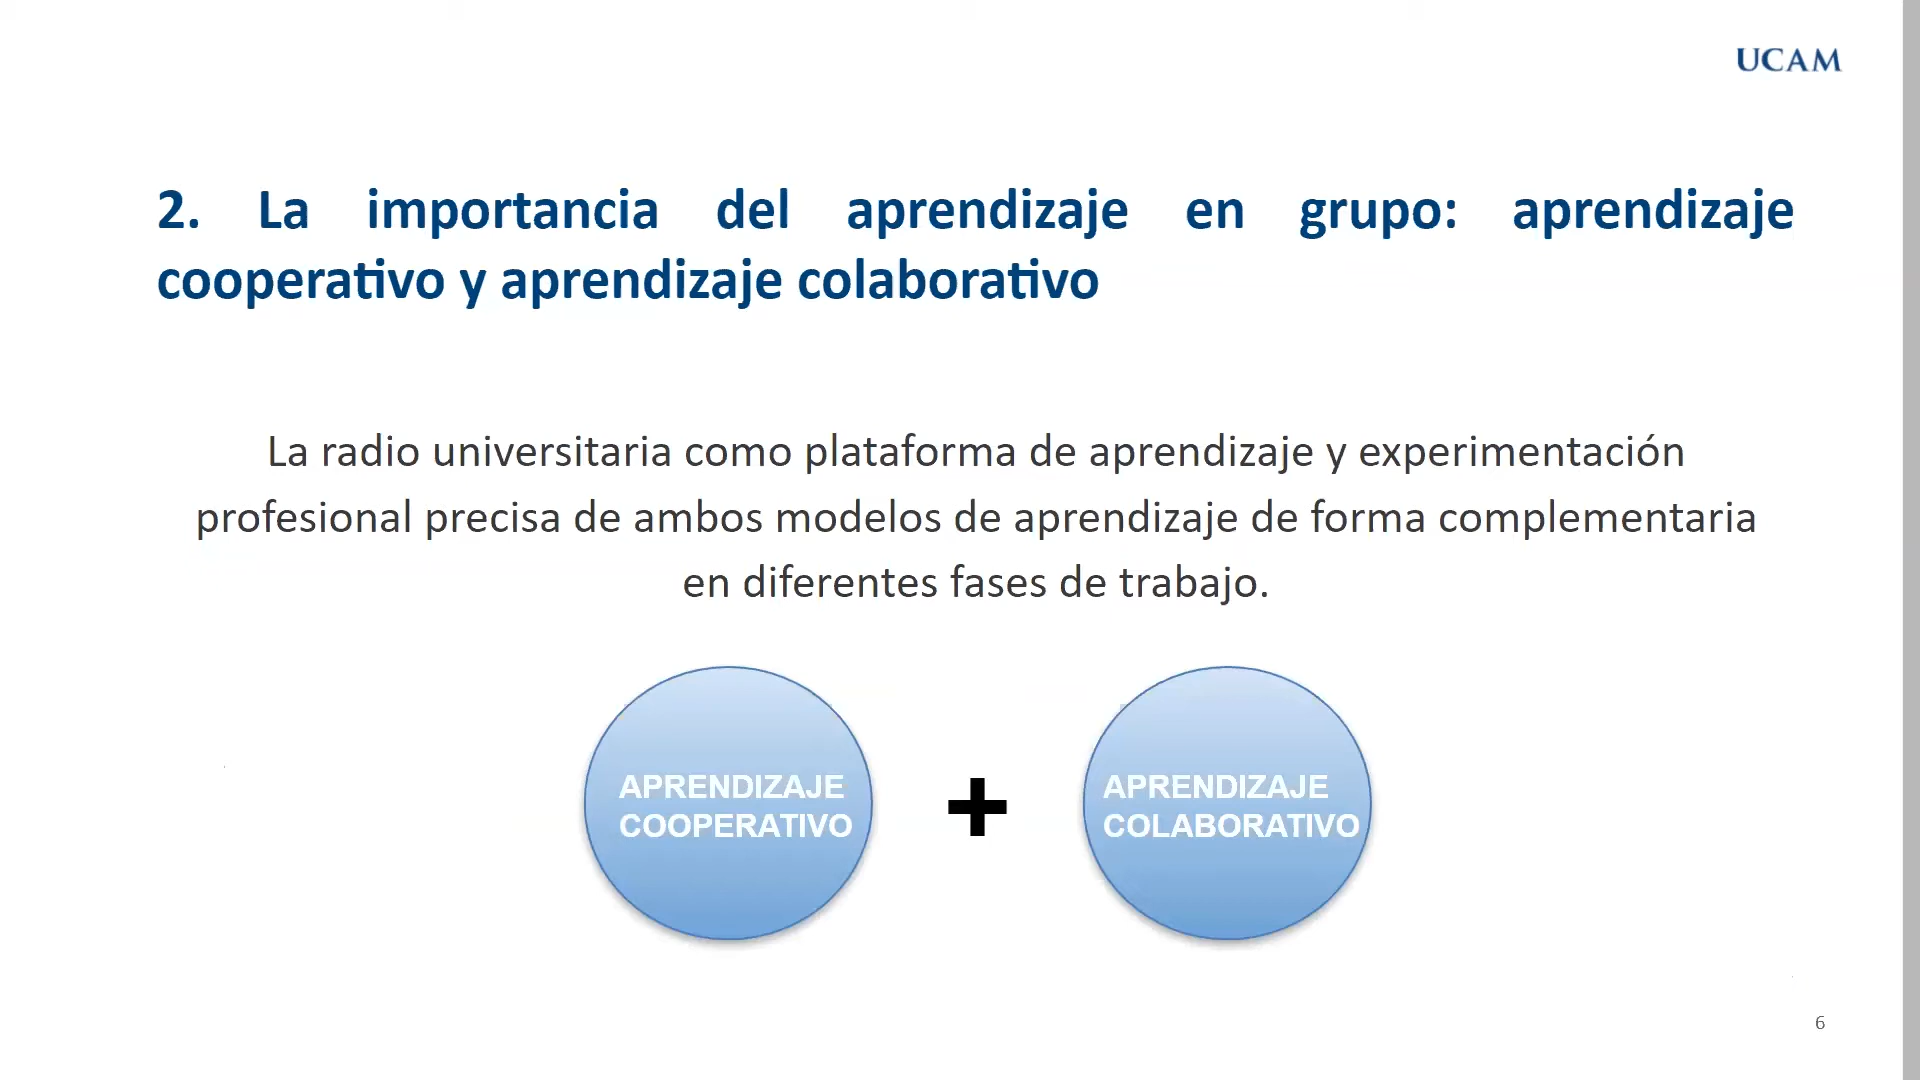 UCAM
2. La importancia del aprendizaje en grupo: aprendizaje
cooperativo y aprendizaje colaborativo
La radio universitaria como plataforma de aprendizaje y experimentación
profesional precisa de ambos modelos de aprendizaje de forma complementaria
en diferentes fases de trabajo.
APRENDIZAJE
COOPERATIVO
+
APRENDIZAJE
COLABORATIVO
6